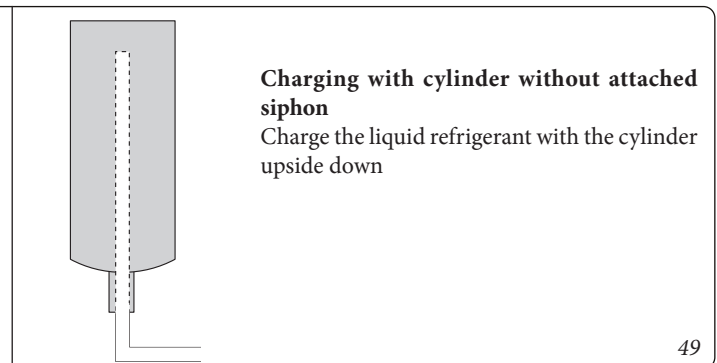 Charging with cylinder without attached
siphon
Charge the liquid refrigerant with the cylinder
upside down
49